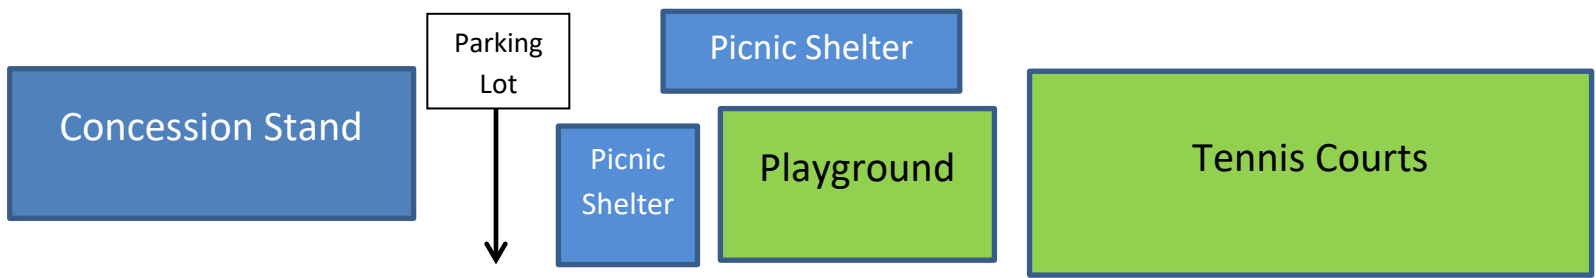 Concession Stand
Parking
Lot
Picnic Shelter
Picnic
Shelter
Playground
Tennis Courts